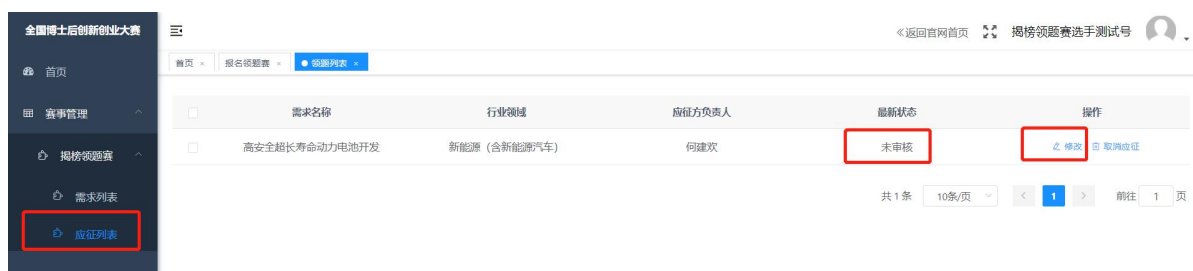 全国博士后创新创业大赛
《返回官网首页 揭榜领题赛选手测试号
首页
首页 × 报名领题赛 × 领题列表 ×
赛事管理
需求名称 行业领域 应征方负责人 最新状态 操作
揭榜领题赛
高安全超长寿命动力电池开发 新能源（含新能源汽车） 何建欢 未审核 修改 取消应征
需求列表
共 1 条 10条/页 < 1 > 前往 1 页
应征列表